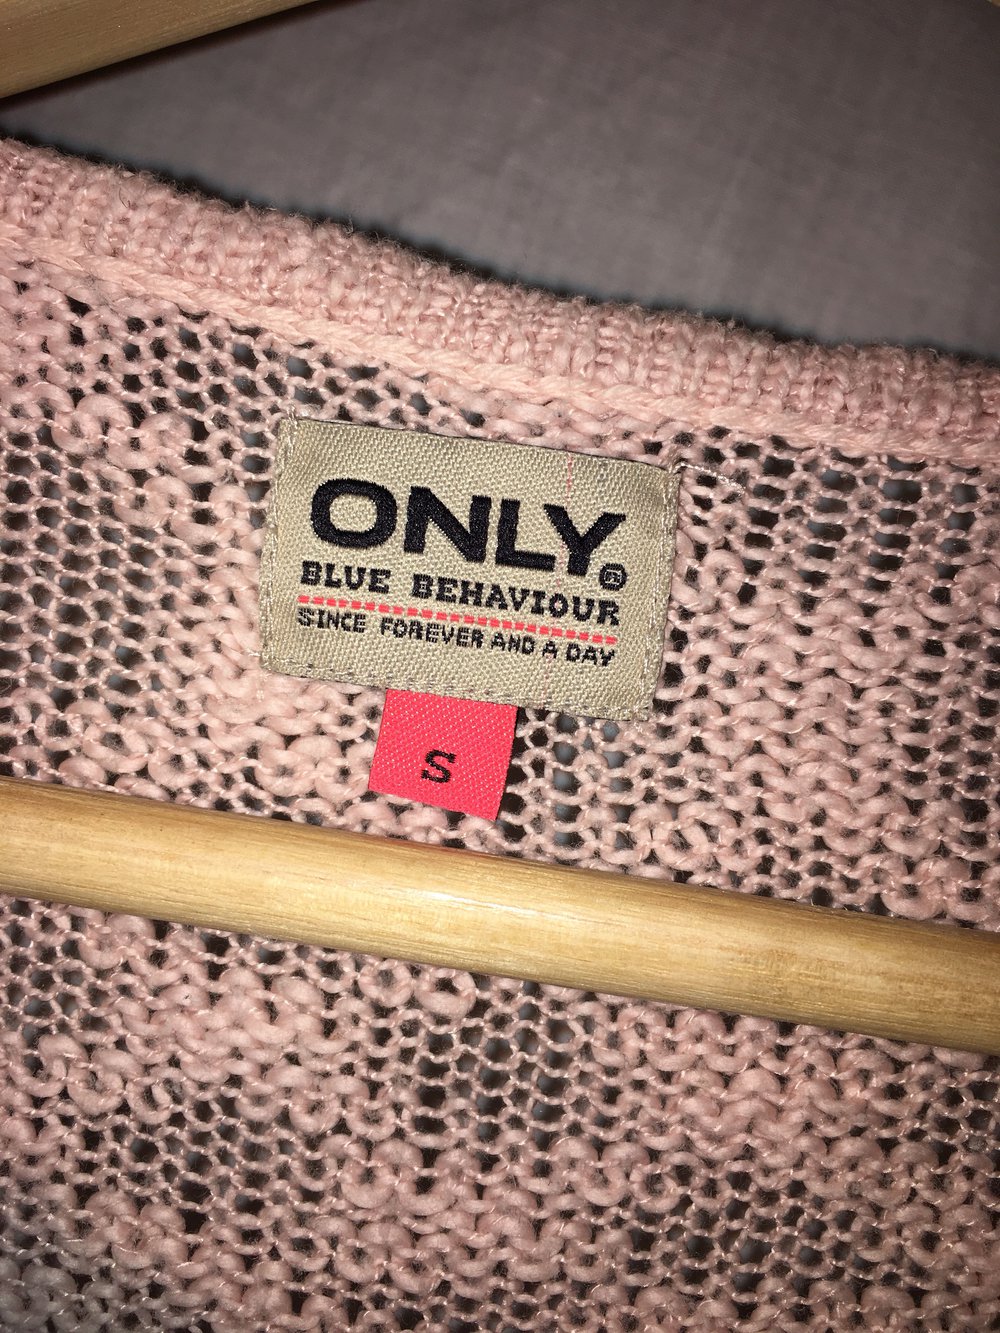 ONLY®
BLUE BEHAVIOUR
SINCE FOREVER AND A DAY
S